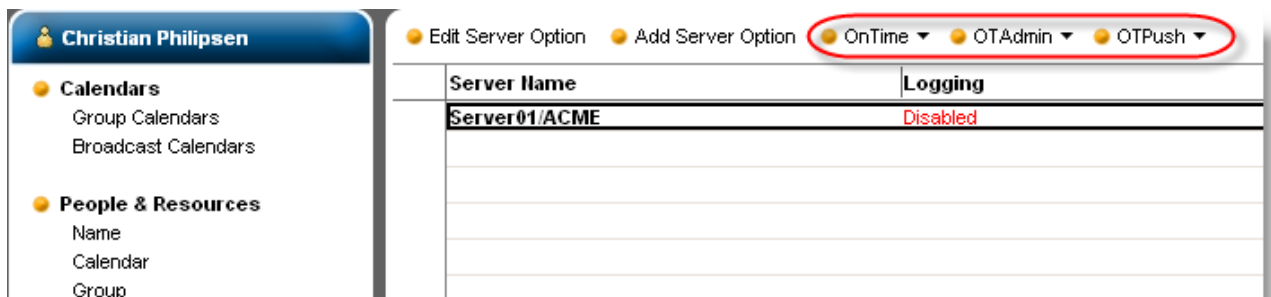 Christian Philipsen
Calendars
Group Calendars
Broadcast Calendars
People & Resources
Name
Calendar
Group
Edit Server Option Add Server Option OnTime OTAdmin OTPush
Server Name Logging
Server01/ACME Disabled